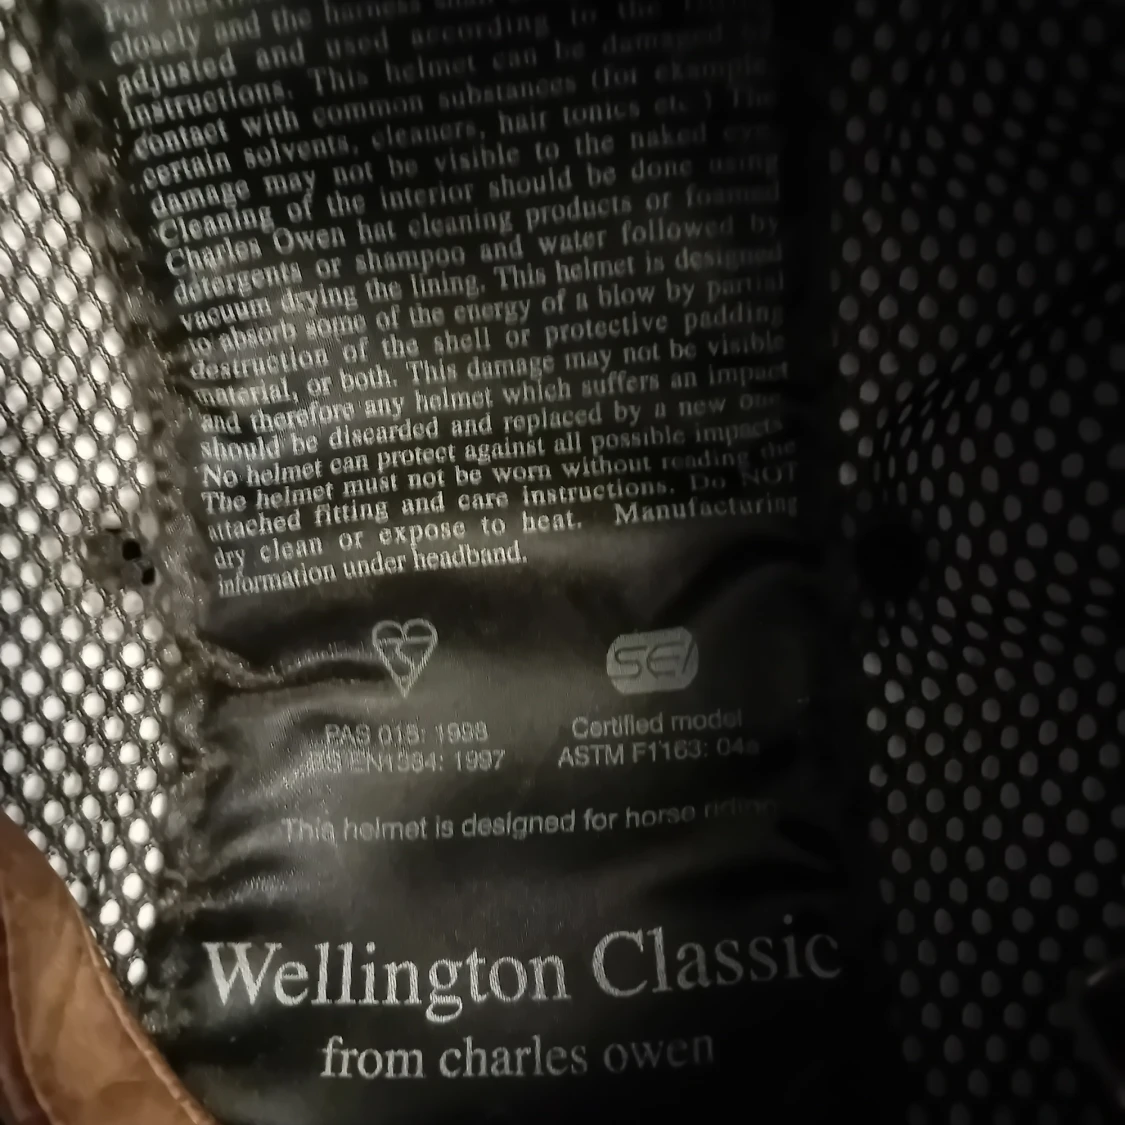 For
closely and the harness
adjusted and used according to the
instructions. This helmet can be damaged by
contact with common substances (for example,
certain solvents, cleaners, hair tonics etc.) The
damage may not be visible to the naked eye.
Cleaning of the interior should be done using
Charles Owen hat cleaning products or foamed
detergents or shampoo and water followed by
vacuum drying the lining. This helmet is designed
to absorb some of the energy of a blow by partial
destruction of the shell or protective padding
material, or both. This damage may not be visible
and therefore any helmet which suffers an impact
should be discarded and replaced by a new one.
No helmet can protect against all possible impacts.
The helmet must not be worn without reading the
attached fitting and care instructions. Do NOT
dry clean or expose to heat. Manufacturing
information under headband.
SEI
PAS 015: 1998 Certified model
BS EN1384: 1997 ASTM F1163: 04a
This helmet is designed for horse riding
Wellington Classic
from charles owen